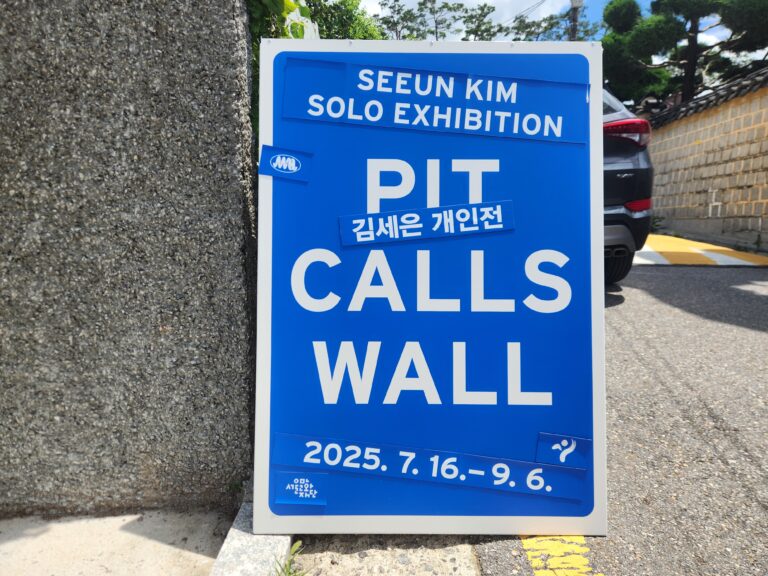 SEEUN KIM
SOLO EXHIBITION
PIT
김세은 개인전
CALLS
WALL
2025. 7. 16. – 9. 6.